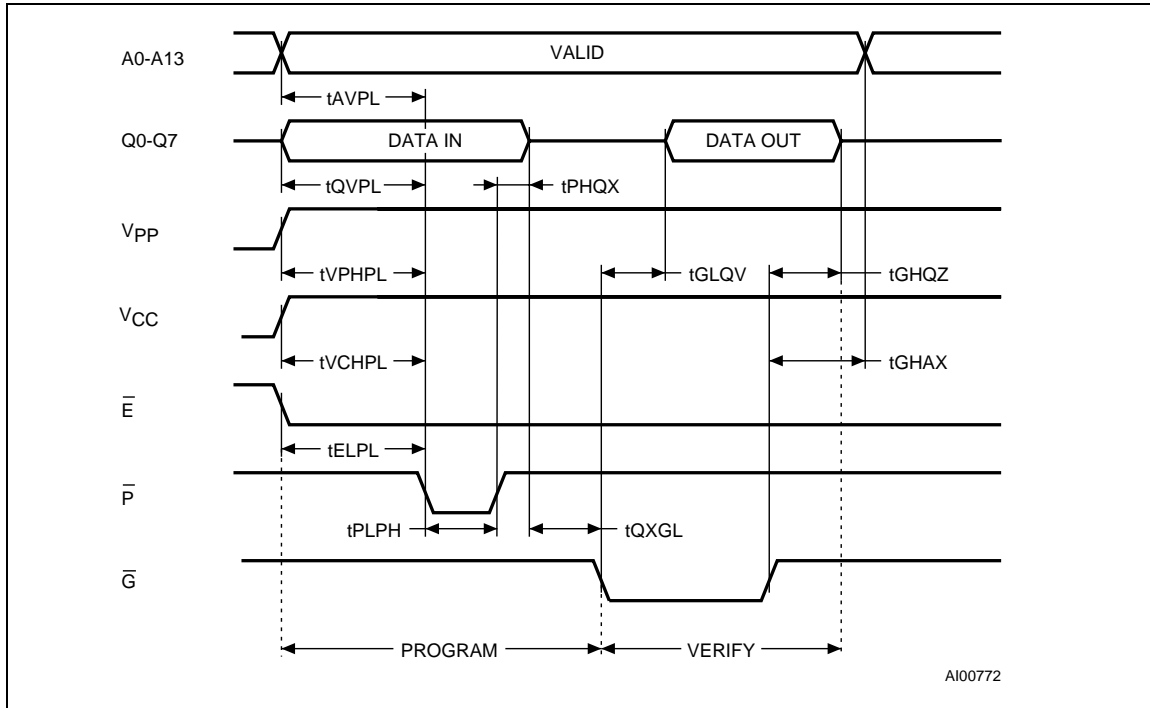 A0-A13 VALID
tAVPL
Q0-Q7 DATA IN DATA OUT
tQVPL tPHQX
VPP
tVPHPL tGLQV tGHQZ
VCC
tVCHPL tGHAX
E̅
tELPL
P̅
tPLPH tQXGL
G̅
PROGRAM VERIFY
AI00772